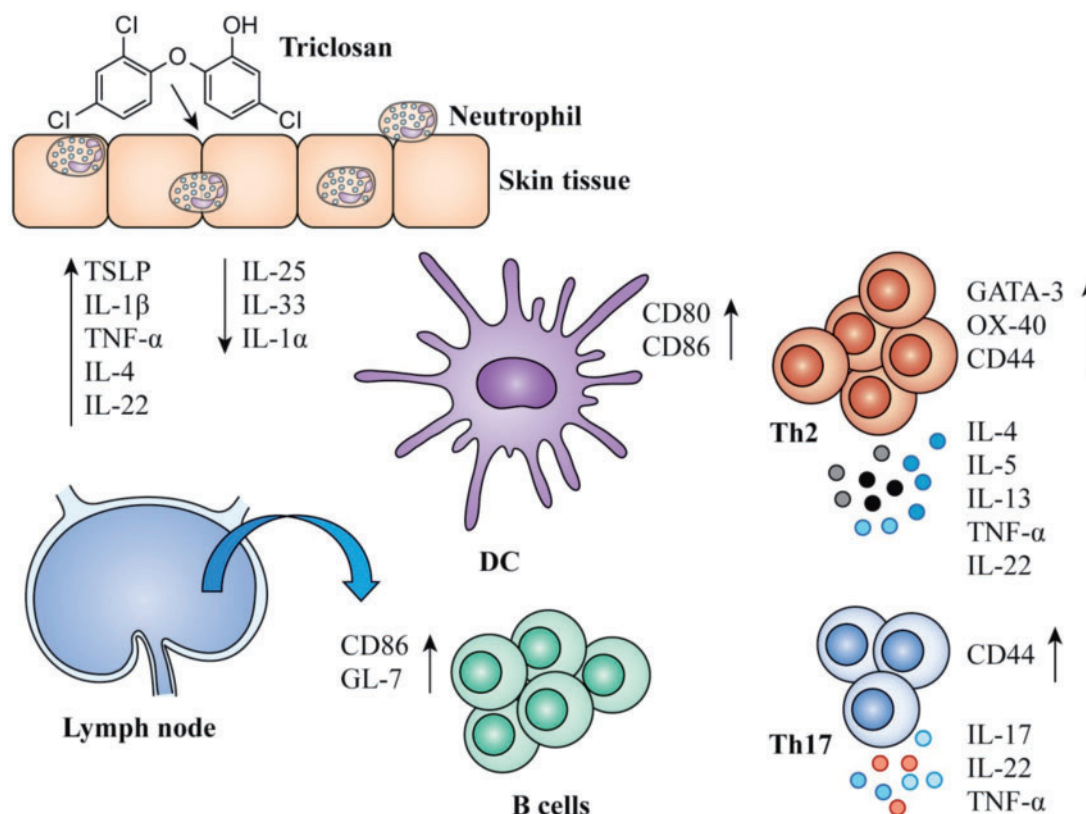 OH
Triclosan
Cl
O
Cl
Cl
Neutrophil
Skin tissue
TSLP
IL-1β
TNF-α
IL-4
IL-22
IL-25
IL-33
IL-1α
CD80
CD86
DC
GATA-3
OX-40
CD44
Th2
IL-4
IL-5
IL-13
TNF-α
IL-22
Lymph node
CD86
GL-7
B cells
CD44
Th17
IL-17
IL-22
TNF-α